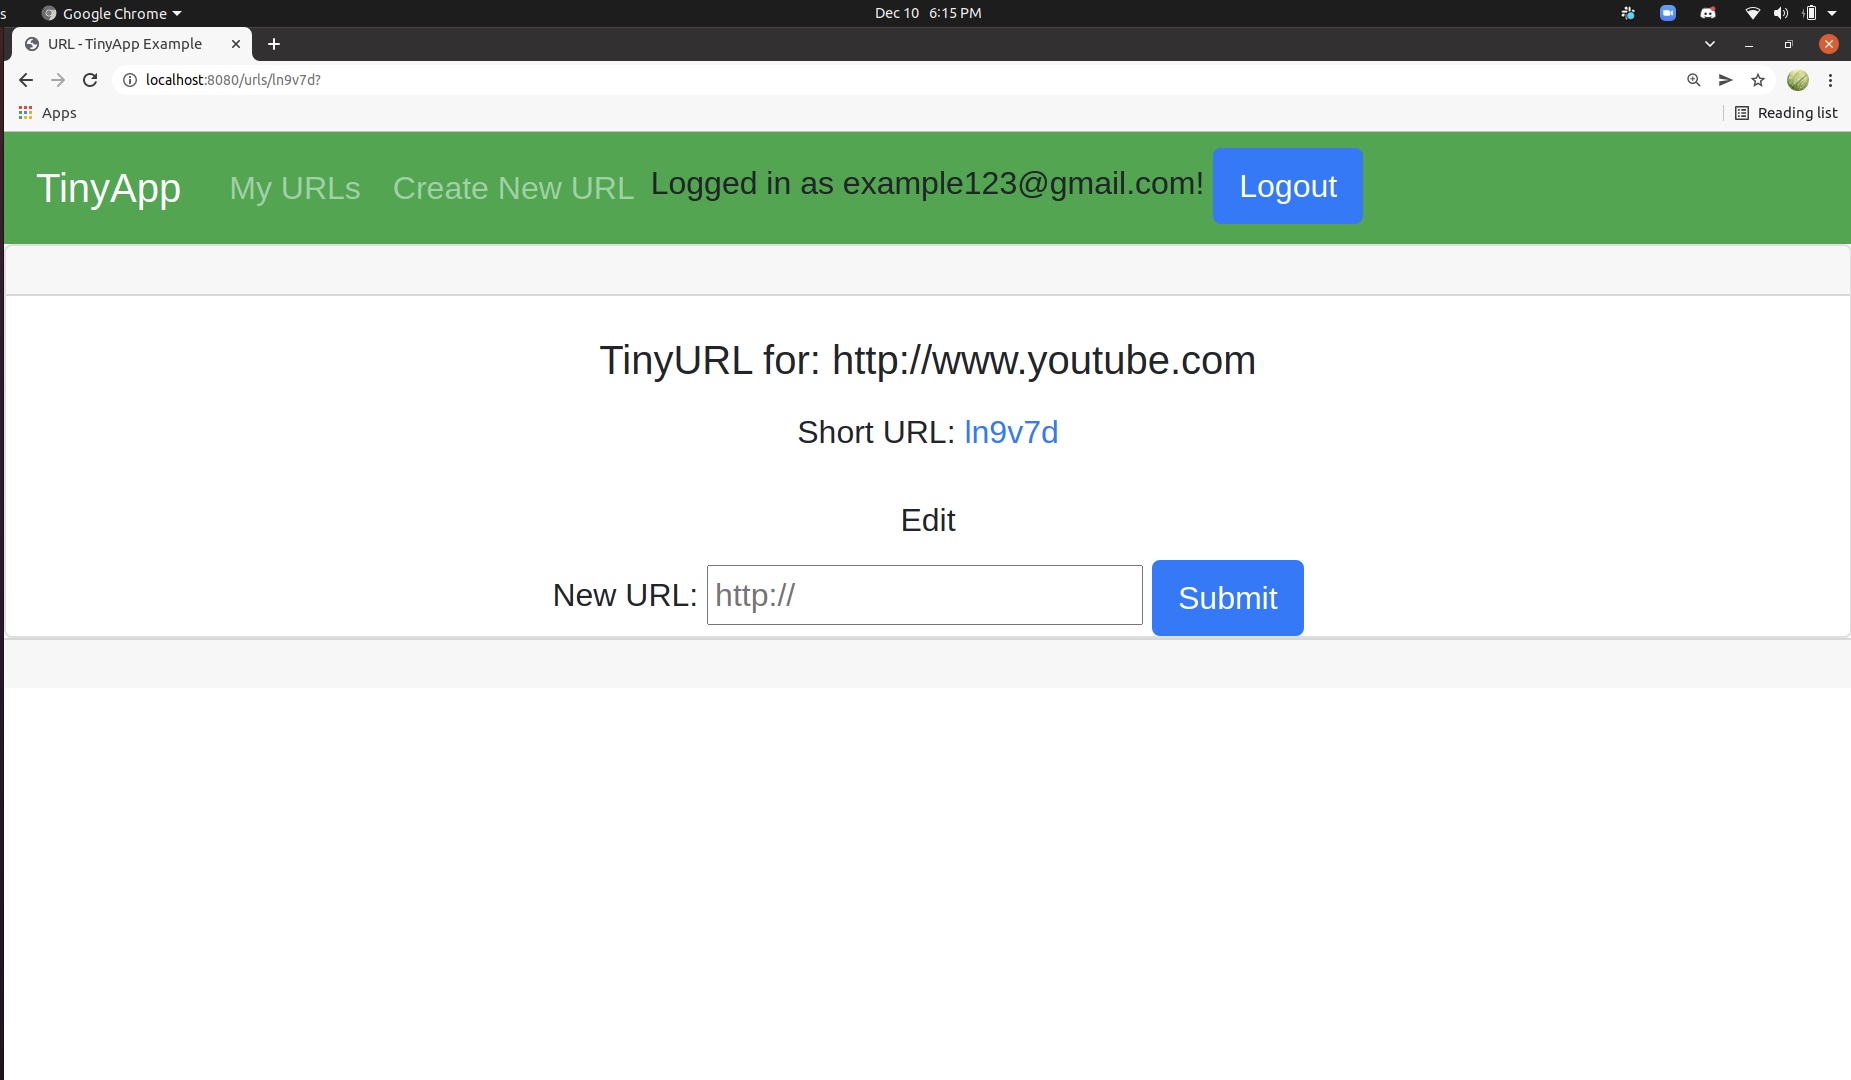 s Google Chrome Dec 10 6:15 PM
URL - TinyApp Example
localhost:8080/urls/ln9v7d?
Apps Reading list
TinyApp My URLs Create New URL Logged in as example123@gmail.com! Logout
TinyURL for: http://www.youtube.com
Short URL: ln9v7d
Edit
New URL: http:// Submit